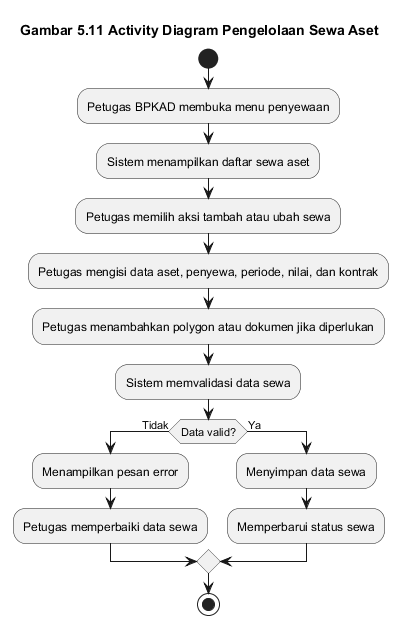 Gambar 5.11 Activity Diagram Pengelolaan Sewa Aset
Petugas BPKAD membuka menu penyewaan
Sistem menampilkan daftar sewa aset
Petugas memilih aksi tambah atau ubah sewa
Petugas mengisi data aset, penyewa, periode, nilai, dan kontrak
Petugas menambahkan polygon atau dokumen jika diperlukan
Sistem memvalidasi data sewa
Tidak
Data valid?
Ya
Menampilkan pesan error
Menyimpan data sewa
Petugas memperbaiki data sewa
Memperbarui status sewa